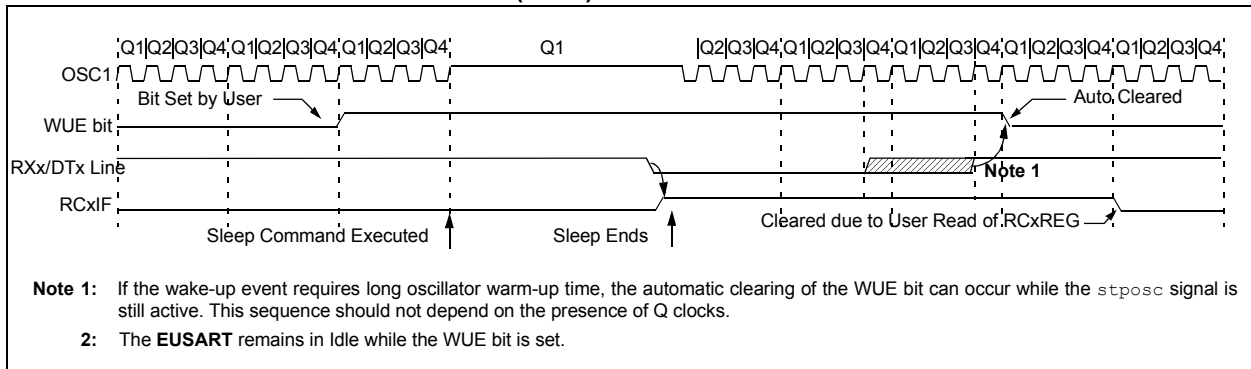 Q1|Q2|Q3|Q4 Q1|Q2|Q3|Q4 Q1|Q2|Q3|Q4 Q1 |Q2|Q3|Q4 Q1|Q2|Q3|Q4 Q1|Q2|Q3|Q4 Q1|Q2|Q3|Q4 Q1|Q2|Q3|Q4
OSC1
Bit Set by User
Auto Cleared
WUE bit
RXx/DTx Line
Note 1
RCxIF
Cleared due to User Read of RCxREG
Sleep Command Executed
Sleep Ends
Note 1: If the wake-up event requires long oscillator warm-up time, the automatic clearing of the WUE bit can occur while the stposc signal is
still active. This sequence should not depend on the presence of Q clocks.
2: The EUSART remains in Idle while the WUE bit is set.